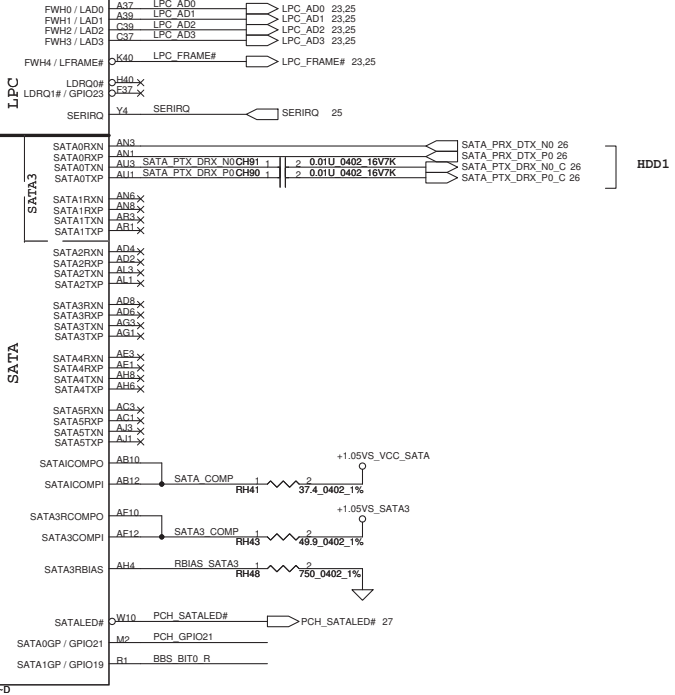 FWH0 / LAD0 A37 LPC_AD0 LPC_AD0 23,25
FWH1 / LAD1 A39 LPC_AD1 LPC_AD1 23,25
FWH2 / LAD2 C39 LPC_AD2 LPC_AD2 23,25
FWH3 / LAD3 C37 LPC_AD3 LPC_AD3 23,25
FWH4 / LFRAME# K40 LPC_FRAME# LPC_FRAME# 23,25
LPC
LDRQ0# H40
LDRQ1# / GPIO23 F37
SERIRQ Y4 SERIRQ SERIRQ 25
SATA0RXN AN3 SATA_PRX_DTX_N0 26
SATA0RXP AN1 SATA_PRX_DTX_P0 26
SATA0TXN AU3 SATA_PTX_DRX_N0 CH91 1 2 0.01U_0402_16V7K SATA_PTX_DRX_N0_C 26
SATA0TXP AU1 SATA_PTX_DRX_P0 CH90 1 2 0.01U_0402_16V7K SATA_PTX_DRX_P0_C 26
HDD1
SATA3
SATA1RXN AN6
SATA1RXP AN8
SATA1TXN AR3
SATA1TXP AR1
SATA2RXN AD4
SATA2RXP AD2
SATA2TXN AL3
SATA2TXP AL1
SATA3RXN AD8
SATA3RXP AD6
SATA3TXN AG3
SATA3TXP AG1
SATA
SATA4RXN AE3
SATA4RXP AE1
SATA4TXN AH8
SATA4TXP AH6
SATA5RXN AC3
SATA5RXP AC1
SATA5TXN AJ3
SATA5TXP AJ1
+1.05VS_VCC_SATA
SATAICOMPO AB10
SATAICOMPI AB12 SATA_COMP 1 2
RH41 37.4_0402_1%
+1.05VS_SATA3
SATA3RCOMPO AF10
SATA3COMPI AF12 SATA3_COMP 1 2
RH43 49.9_0402_1%
SATA3RBIAS AH4 RBIAS_SATA3 1 2
RH48 750_0402_1%
SATALED# W10 PCH_SATALED# PCH_SATALED# 27
SATA0GP / GPIO21 M2 PCH_GPIO21
SATA1GP / GPIO19 R1 BBS_BIT0_R
-D